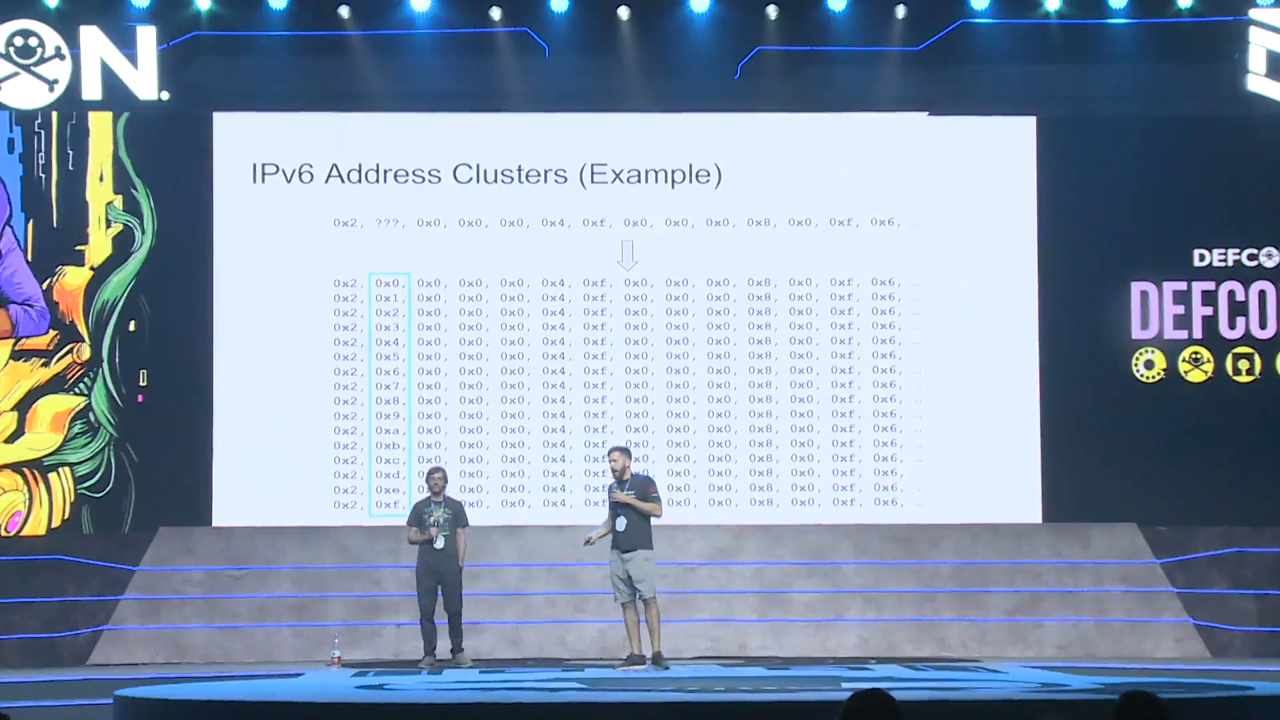 ON.
IPv6 Address Clusters (Example)
0x2, ???, 0x0, 0x0, 0x0, 0x4, 0xf, 0x0, 0x0, 0x0, 0x8, 0x0, 0xf, 0x6, ...
0x2, 0x0, 0x0, 0x0, 0x0, 0x4, 0xf, 0x0, 0x0, 0x0, 0x8, 0x0, 0xf, 0x6, ...
0x2, 0x1, 0x0, 0x0, 0x0, 0x4, 0xf, 0x0, 0x0, 0x0, 0x8, 0x0, 0xf, 0x6, ...
0x2, 0x2, 0x0, 0x0, 0x0, 0x4, 0xf, 0x0, 0x0, 0x0, 0x8, 0x0, 0xf, 0x6, ...
0x2, 0x3, 0x0, 0x0, 0x0, 0x4, 0xf, 0x0, 0x0, 0x0, 0x8, 0x0, 0xf, 0x6, ...
0x2, 0x4, 0x0, 0x0, 0x0, 0x4, 0xf, 0x0, 0x0, 0x0, 0x8, 0x0, 0xf, 0x6, ...
0x2, 0x5, 0x0, 0x0, 0x0, 0x4, 0xf, 0x0, 0x0, 0x0, 0x8, 0x0, 0xf, 0x6, ...
0x2, 0x6, 0x0, 0x0, 0x0, 0x4, 0xf, 0x0, 0x0, 0x0, 0x8, 0x0, 0xf, 0x6, ...
0x2, 0x7, 0x0, 0x0, 0x0, 0x4, 0xf, 0x0, 0x0, 0x0, 0x8, 0x0, 0xf, 0x6, ...
0x2, 0x8, 0x0, 0x0, 0x0, 0x4, 0xf, 0x0, 0x0, 0x0, 0x8, 0x0, 0xf, 0x6, ...
0x2, 0x9, 0x0, 0x0, 0x0, 0x4, 0xf, 0x0, 0x0, 0x0, 0x8, 0x0, 0xf, 0x6, ...
0x2, 0xa, 0x0, 0x0, 0x0, 0x4, 0xf, 0x0, 0x0, 0x0, 0x8, 0x0, 0xf, 0x6, ...
0x2, 0xb, 0x0, 0x0, 0x0, 0x4, 0xf, 0x0, 0x0, 0x0, 0x8, 0x0, 0xf, 0x6, ...
0x2, 0xc, 0x0, 0x0, 0x0, 0x4, 0xf 0x0, 0x0, 0x8, 0x0, 0xf, 0x6, ...
0x2, 0xd, 0x0, 0x0, 0x4, 0xf x0, 0x0, 0x0, 0x8, 0x0, 0xf, 0x6, ...
0x2, 0xe, 0x0, 0x0, 0x4, 0xf 0x0, 0x0, 0x8, 0x0, 0xf, 0x6, ...
0x2, 0xf, 0x0, 0x0, 0x4, 0xf 0x0, 0x0, 0x8, 0x0, 0xf, 0x6, ...
DEFCO
DEFCO